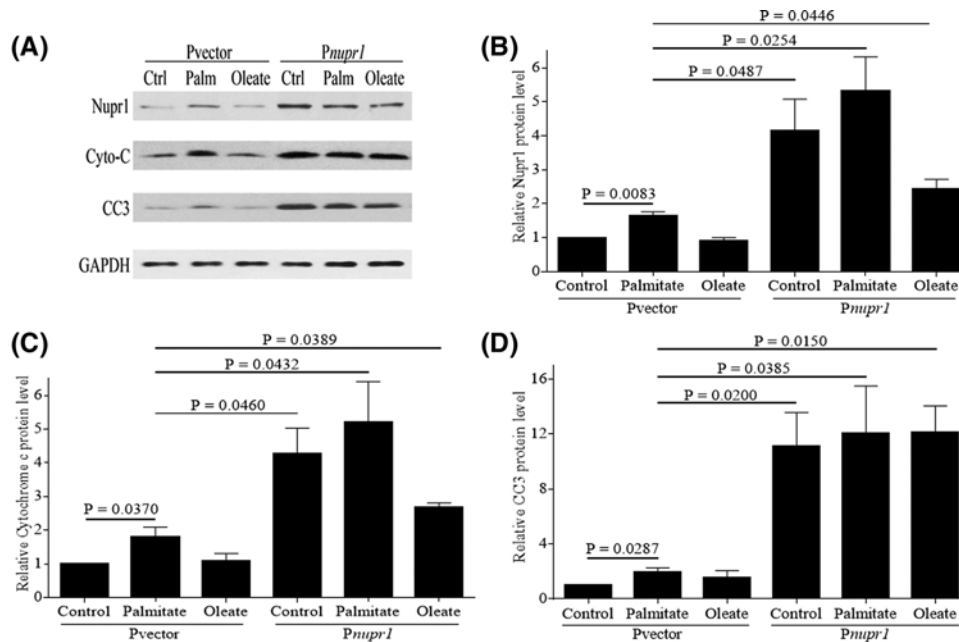 (A)
Pvector Pnupr1
Ctrl Palm Oleate Ctrl Palm Oleate
Nupr1
Cyto-C
CC3
GAPDH
(B)
P = 0.0446
P = 0.0254
P = 0.0487
P = 0.0083
Relative Nupr1 protein level
6
5
4
3
2
1
0
Control Palmitate Oleate Control Palmitate Oleate
Pvector Pnupr1
(C)
P = 0.0389
P = 0.0432
P = 0.0460
P = 0.0370
Relative Cytochrome c protein level
6
5
4
3
2
1
0
Control Palmitate Oleate Control Palmitate Oleate
Pvector Pnupr1
(D)
P = 0.0150
P = 0.0385
P = 0.0200
P = 0.0287
Relative CC3 protein level
16
12
8
4
0
Control Palmitate Oleate Control Palmitate Oleate
Pvector Pnupr1